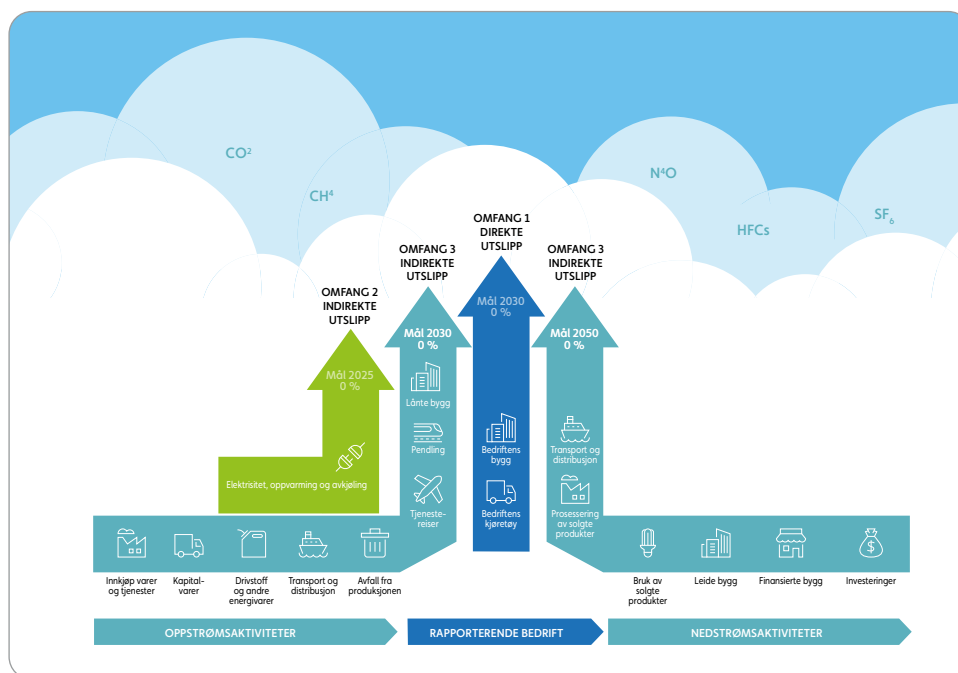 CO²
CH⁴
N⁴O
HFCs
SF₆
OMFANG 2
INDIREKTE
UTSLIPP
Mål 2025
0 %
Elektrisitet, oppvarming og avkjøling
OMFANG 3
INDIREKTE
UTSLIPP
Mål 2030
0 %
Lånte bygg
Pendling
Tjeneste-
reiser
OMFANG 1
DIREKTE
UTSLIPP
Mål 2030
0 %
Bedriftens
bygg
Bedriftens
kjøretøy
OMFANG 3
INDIREKTE
UTSLIPP
Mål 2050
0 %
Transport og
distribusjon
Prosessering
av solgte
produkter
Innkjøp varer
og tjenester
Kapital-
varer
Drivstoff
og andre
energivarer
Transport og
distribusjon
Avfall fra
produksjonen
Bruk av
solgte
produkter
Leide bygg
Finansierte bygg
Investeringer
$
OPPSTRØMSAKTIVITETER
RAPPORTERENDE BEDRIFT
NEDSTRØMSAKTIVITETER